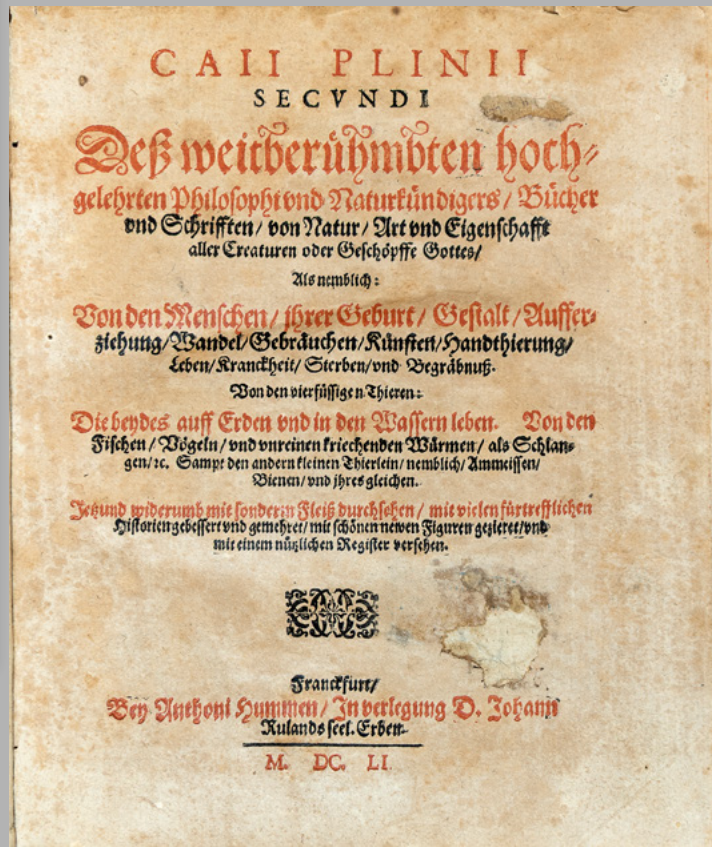 CAII PLINII
SECVNDI
Deß weitberühmbten hoch-
gelehrten Philosophi vnd Naturkündigers / Bücher
vnd Schrifften / von Natur / Art vnd Eigenschafft
aller Creaturen oder Geschöpffe Gottes /
Als nemblich:
Von den Menschen / jhrer Geburt / Gestalt / Auffer-
ziehung / Wandel / Gebräuchen / Künsten / Handthierung /
Leben / Kranckheit / Sterben / vnd Begräbnuß.
Von den vierfüssigen Thieren:
Die beydes auff Erden vnd in den Wassern leben. Von den
Fischen / Vögeln / vnd vnreinen kriechenden Würmen / als Schlan-
gen / ꝛc. Sampt den andern kleinen Thierlein / nemblich / Ammeissen /
Bienen / vnd jhres gleichen.
Jetzund widerumb mit sonderm Fleiß durchsehen / mit vielen fürtrefflichen
Historien gebessert vnd gemehret / mit schönen newen Figuren gezieret / vnd
mit einem nützlichen Register versehen.
Franckfurt /
Bey Anthoni Hummen / In verlegung D. Johann
Rulands seel. Erben.
M. DC. LI.